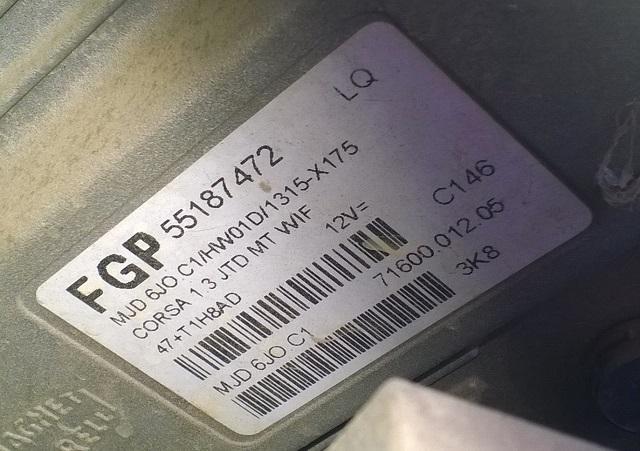 LQ
FGP 55187472
MJD 6JO.C1/HW01D/1315-X175
CORSA 1.3 JTD MT W/IF
12V=
C146
47+T1H8AD
71600.012.05
MJD 6JO C1
3K8